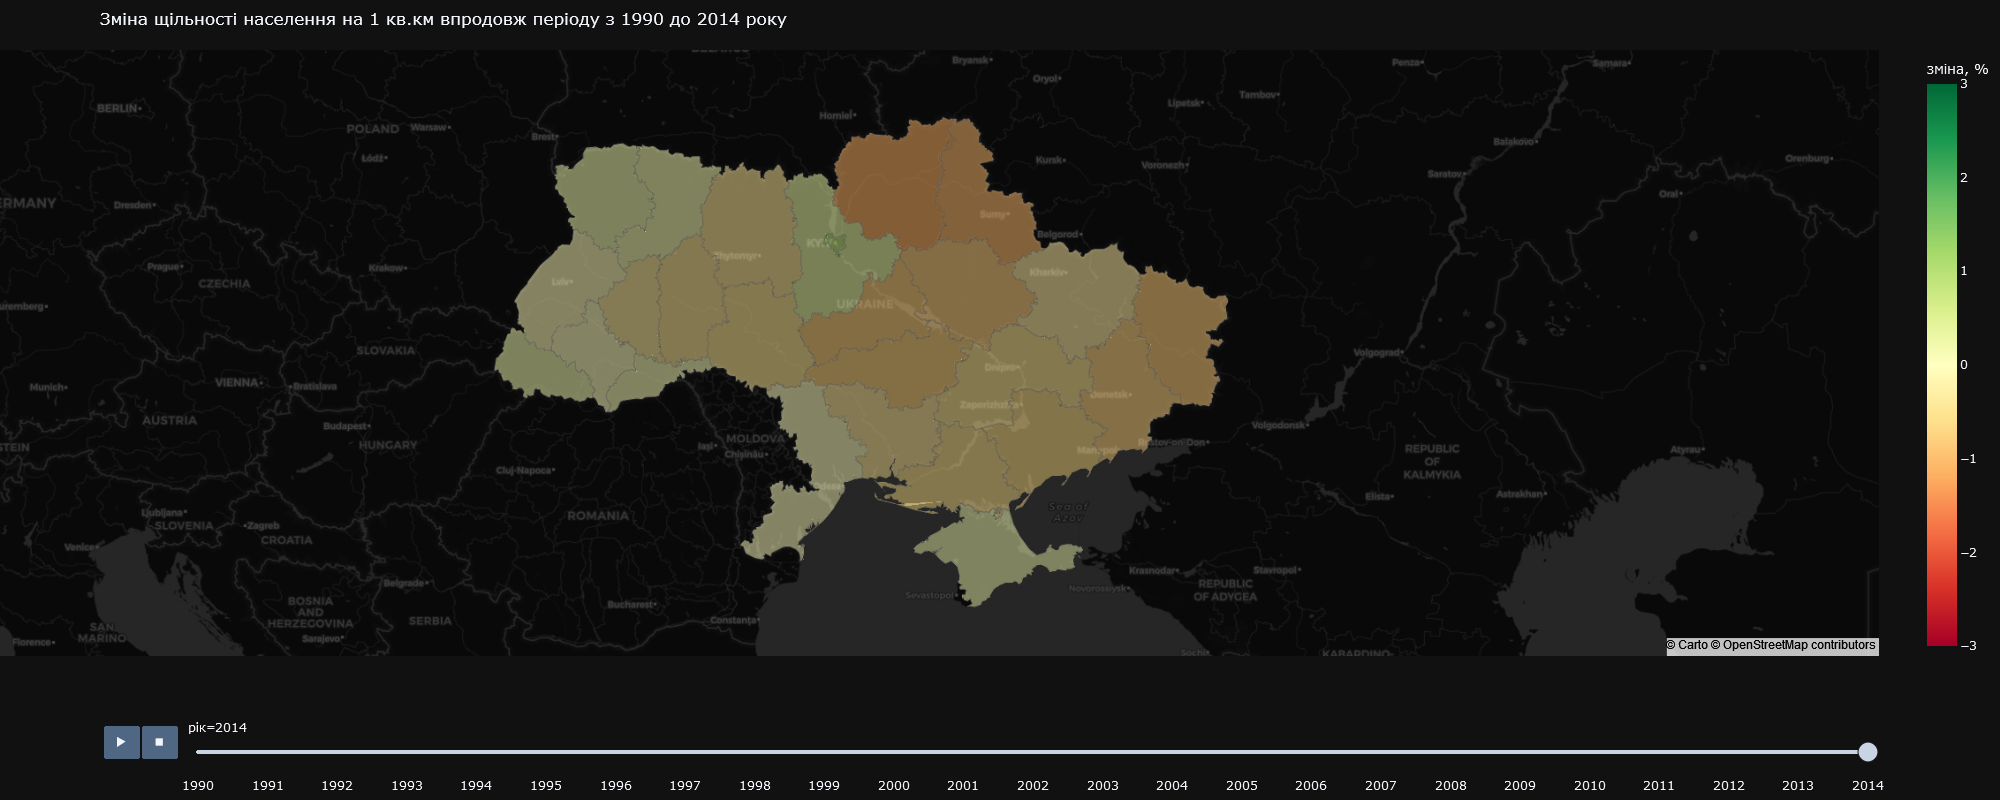 Зміна щільності населення на 1 кв.км впродовж періоду з 1990 до 2014 року
зміна, %
3
2
1
0
−1
−2
−3
Bryansk
Penza
Samara
Oryol
Tambov
Lipetsk
BERLIN
Homiel
POLAND
Warsaw
Brest
Balakovo
Łódź
Kursk
Voronezh
Orenburg
Saratov
Oral
Dresden
Sumy
Belgorod
KYIV
Zhytomyr
Prague
Krakow
Kharkiv
CZECHIA
Lviv
UKRAINE
SLOVAKIA
Volgograd
Dnipro
VIENNA
Bratislava
Munich
Donetsk
Zaporizhzhia
AUSTRIA
Budapest
Volgodonsk
MOLDOVA
Iași
Chișinău
HUNGARY
Rostov-on-Don
Mariupol
REPUBLIC
OF
KALMYKIA
Atyrau
Cluj-Napoca
Odesa
Elista
Astrakhan
Sea of
Azov
Ljubljana
SLOVENIA
Zagreb
CROATIA
ROMANIA
Venice
Krasnodar
Stavropol
Belgrade
REPUBLIC
OF ADYGEA
Novorossiysk
Sevastopol
BOSNIA
AND
HERZEGOVINA
Bucharest
Constanța
SERBIA
SAN
MARINO
Sarajevo
Florence
Sochi
© Carto © OpenStreetMap contributors
рік=2014
1990 1991 1992 1993 1994 1995 1996 1997 1998 1999 2000 2001 2002 2003 2004 2005 2006 2007 2008 2009 2010 2011 2012 2013 2014